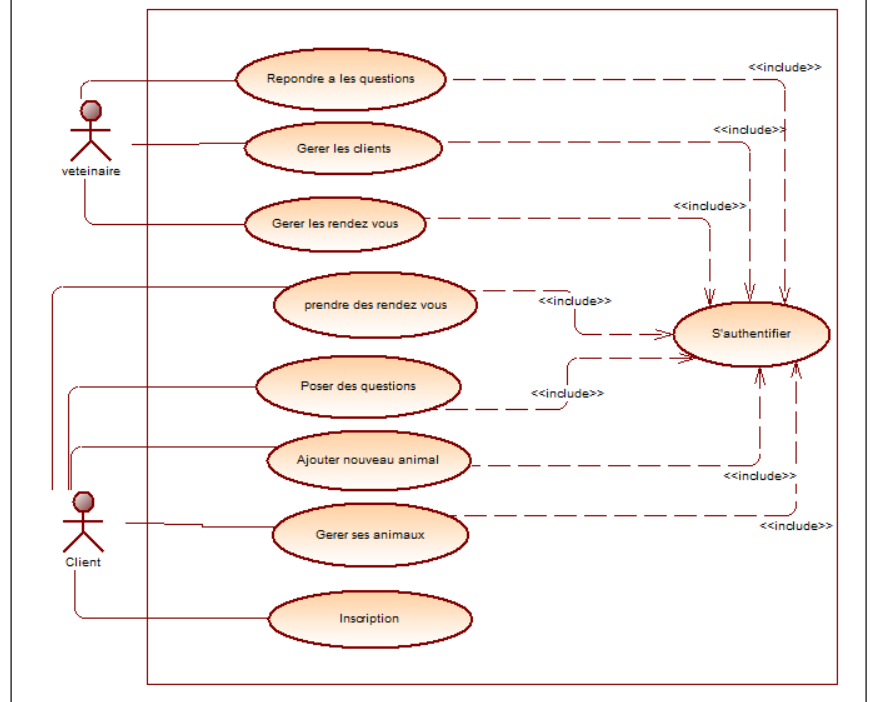 Repondre a les questions
<<include>>
Gerer les clients
<<include>>
veteinaire
Gerer les rendez vous
<<include>>
prendre des rendez vous
<<include>>
S'authentifier
Poser des questions
<<include>>
Ajouter nouveau animal
<<include>>
Gerer ses animaux
<<include>>
Client
Inscription